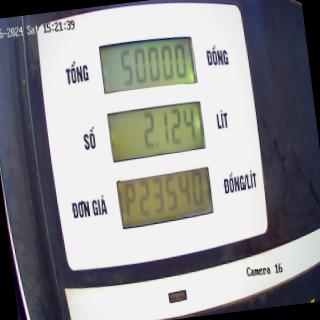 6-2024 Sat 15:21:39
TỔNG 50000 ĐỒNG
SỐ 2.124 LÍT
ĐƠN GIÁ P23540 ĐỒNG/LÍT
Camera 16